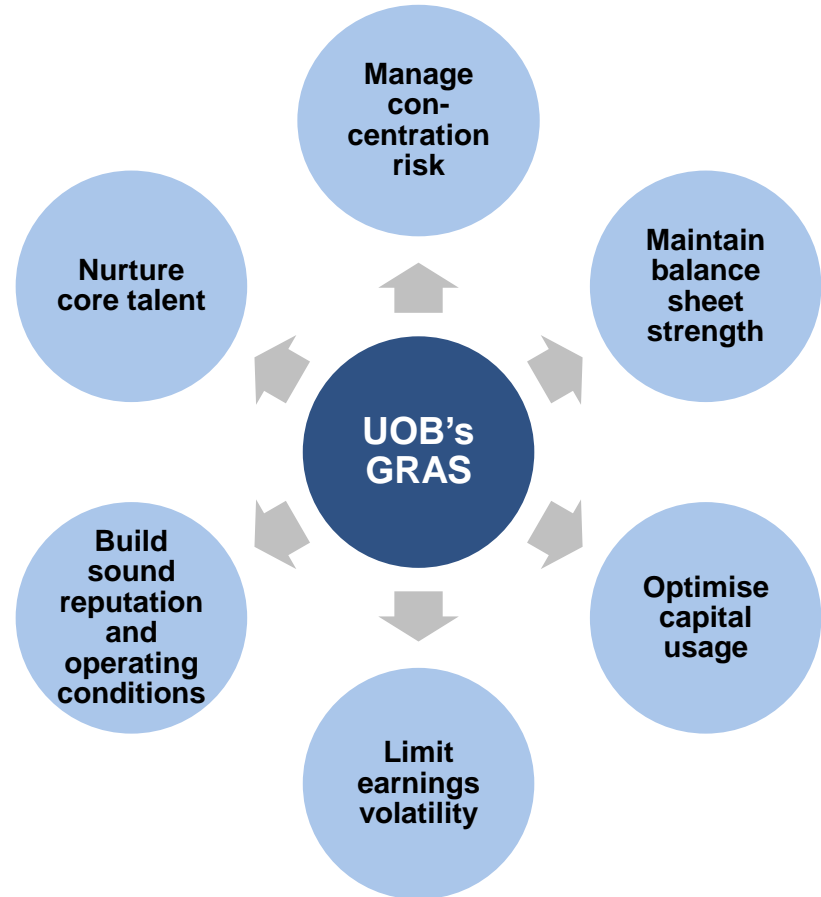 Manage
con-
centration
risk
Maintain
balance
sheet
strength
Optimise
capital
usage
Limit
earnings
volatility
Build
sound
reputation
and
operating
conditions
Nurture
core talent
UOB’s
GRAS